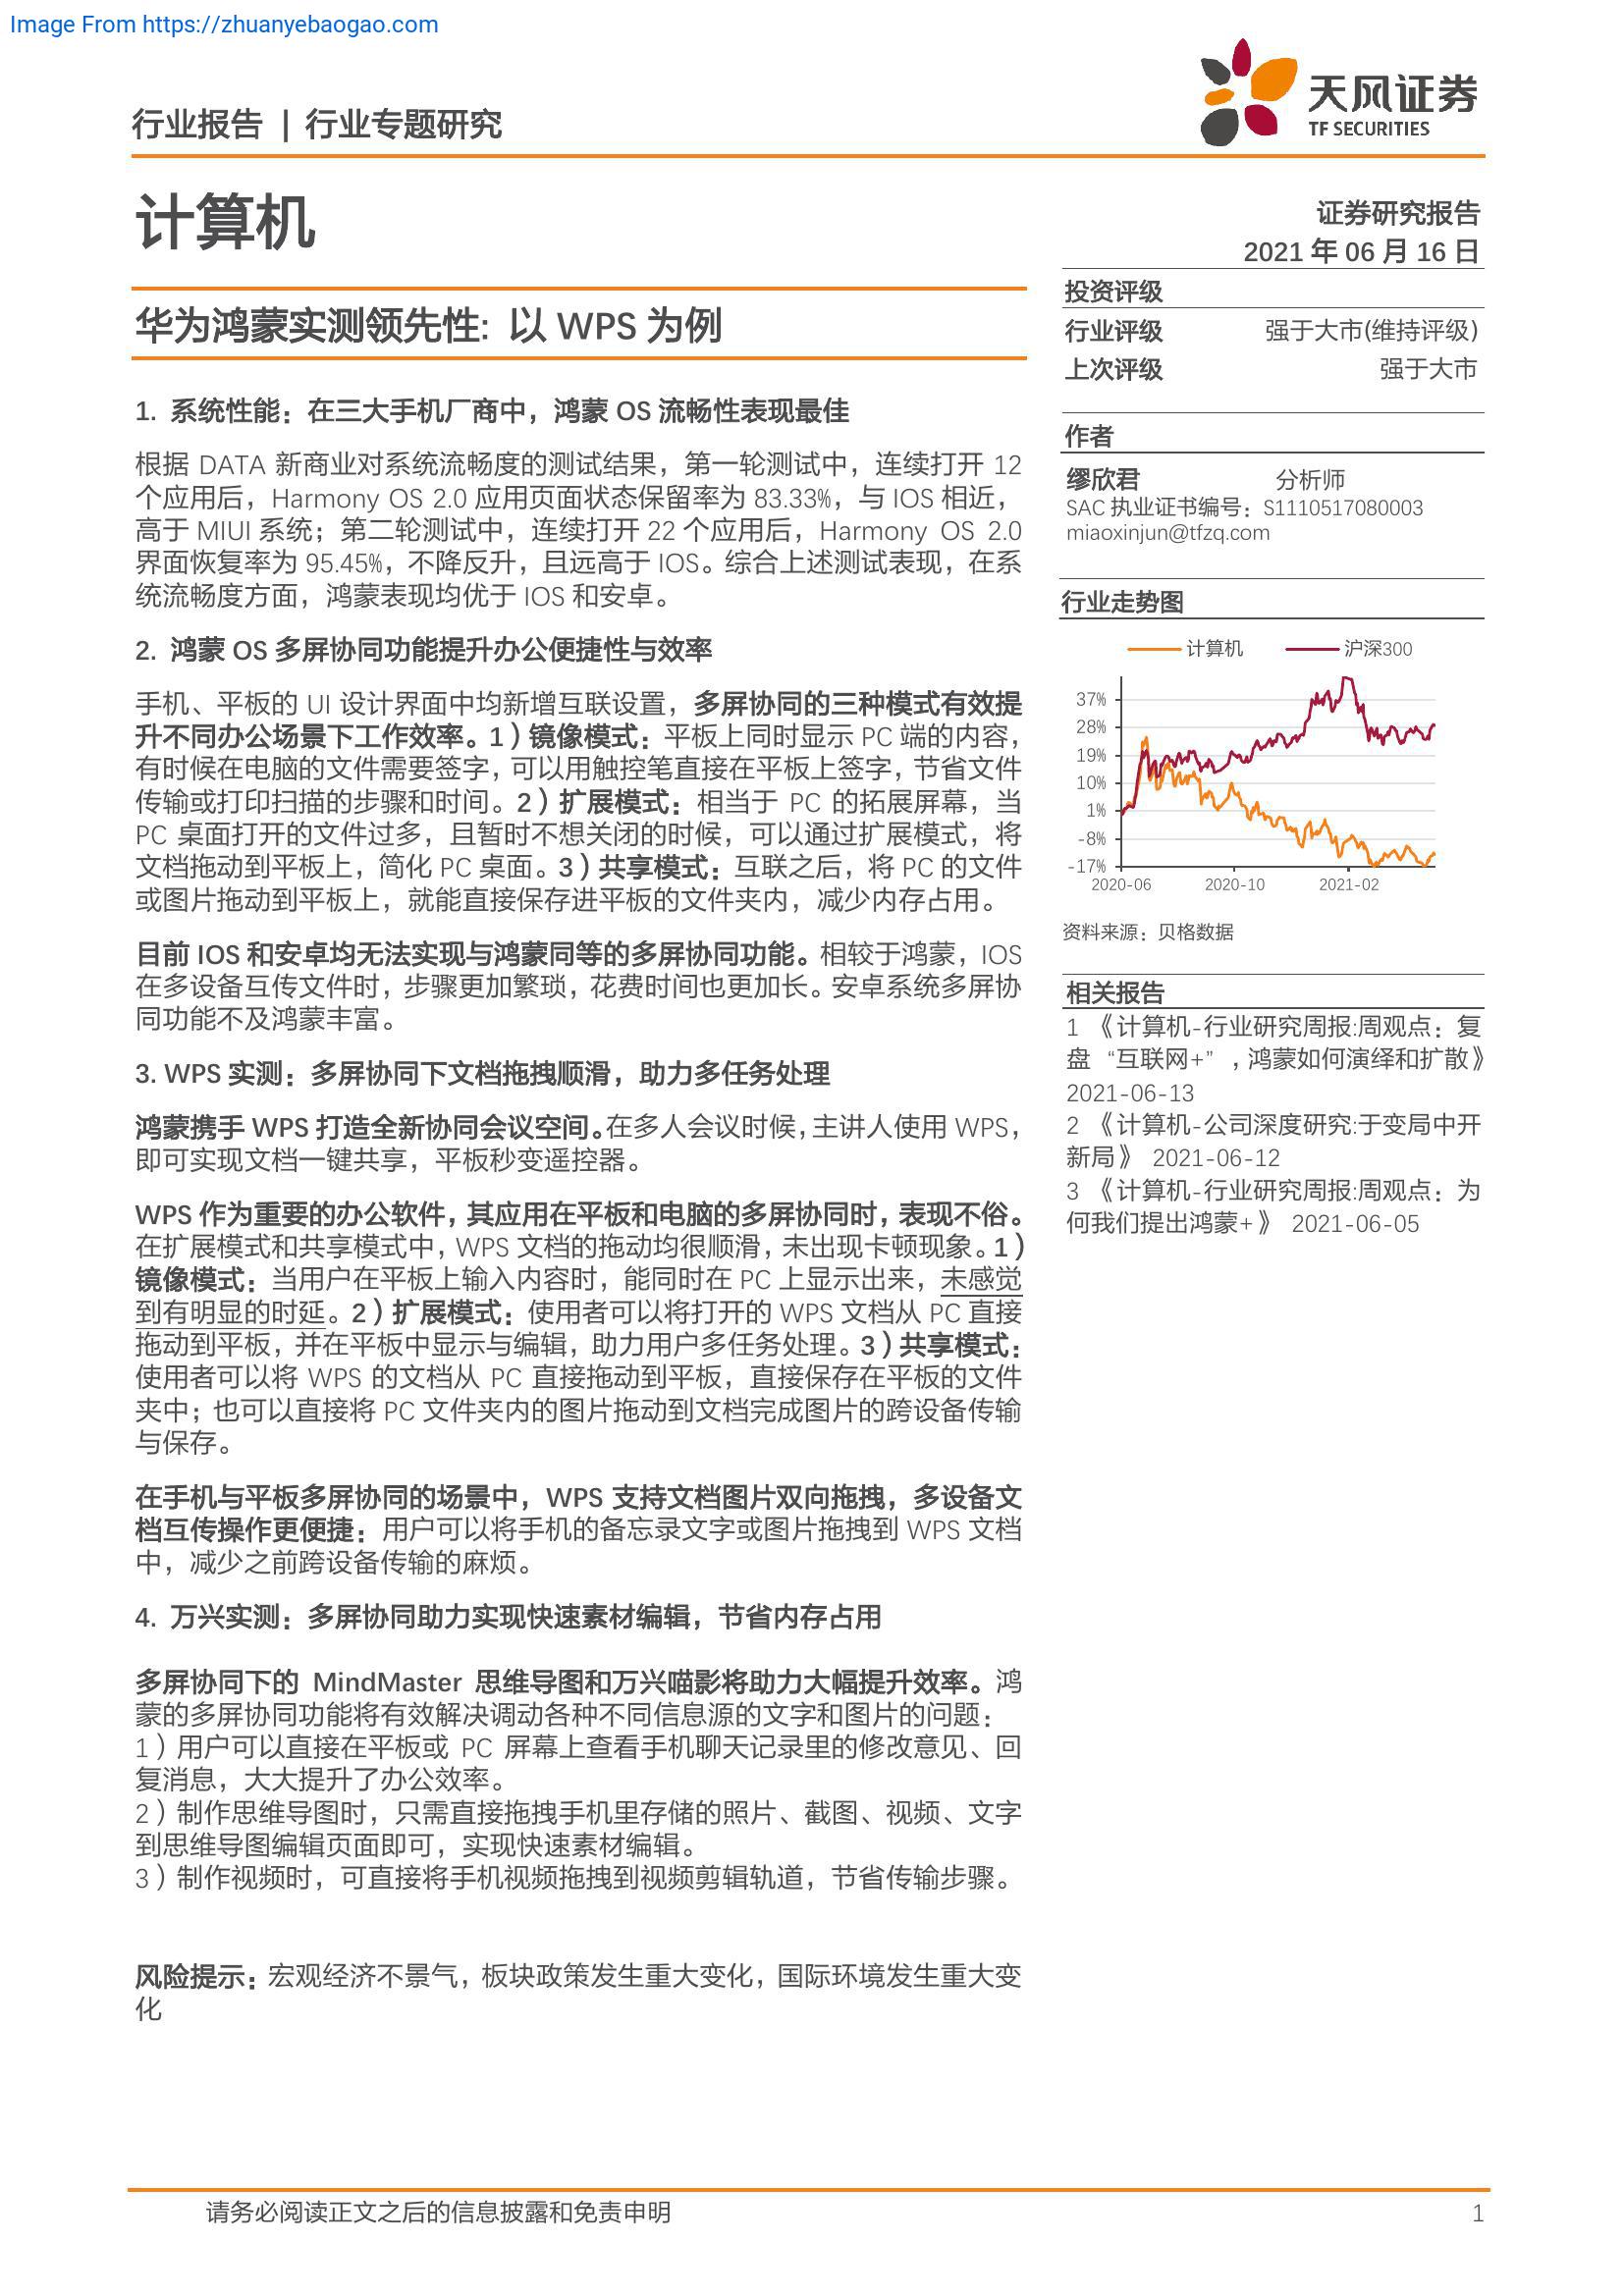 Image From https://zhuanyebaogao.com
行业报告 | 行业专题研究
天风证券
TF SECURITIES
计算机
华为鸿蒙实测领先性: 以 WPS 为例
1. 系统性能：在三大手机厂商中，鸿蒙 OS 流畅性表现最佳
根据 DATA 新商业对系统流畅度的测试结果，第一轮测试中，连续打开 12
个应用后，Harmony OS 2.0 应用页面状态保留率为 83.33%，与 IOS 相近，
高于 MIUI 系统；第二轮测试中，连续打开 22 个应用后，Harmony OS 2.0
界面恢复率为 95.45%，不降反升，且远高于 IOS。综合上述测试表现，在系
统流畅度方面，鸿蒙表现均优于 IOS 和安卓。
2. 鸿蒙 OS 多屏协同功能提升办公便捷性与效率
手机、平板的 UI 设计界面中均新增互联设置，多屏协同的三种模式有效提
升不同办公场景下工作效率。1）镜像模式：平板上同时显示 PC 端的内容，
有时候在电脑的文件需要签字，可以用触控笔直接在平板上签字，节省文件
传输或打印扫描的步骤和时间。2）扩展模式：相当于 PC 的拓展屏幕，当
PC 桌面打开的文件过多，且暂时不想关闭的时候，可以通过扩展模式，将
文档拖动到平板上，简化 PC 桌面。3）共享模式：互联之后，将 PC 的文件
或图片拖动到平板上，就能直接保存进平板的文件夹内，减少内存占用。
目前 IOS 和安卓均无法实现与鸿蒙同等的多屏协同功能。相较于鸿蒙，IOS
在多设备互传文件时，步骤更加繁琐，花费时间也更加长。安卓系统多屏协
同功能不及鸿蒙丰富。
3. WPS 实测：多屏协同下文档拖拽顺滑，助力多任务处理
鸿蒙携手 WPS 打造全新协同会议空间。在多人会议时候，主讲人使用 WPS，
即可实现文档一键共享，平板秒变遥控器。
WPS 作为重要的办公软件，其应用在平板和电脑的多屏协同时，表现不俗。
在扩展模式和共享模式中，WPS 文档的拖动均很顺滑，未出现卡顿现象。1）
镜像模式：当用户在平板上输入内容时，能同时在 PC 上显示出来，未感觉
到有明显的时延。2）扩展模式：使用者可以将打开的 WPS 文档从 PC 直接
拖动到平板，并在平板中显示与编辑，助力用户多任务处理。3）共享模式：
使用者可以将 WPS 的文档从 PC 直接拖动到平板，直接保存在平板的文件
夹中；也可以直接将 PC 文件夹内的图片拖动到文档完成图片的跨设备传输
与保存。
在手机与平板多屏协同的场景中，WPS 支持文档图片双向拖拽，多设备文
档互传操作更便捷：用户可以将手机的备忘录文字或图片拖拽到 WPS 文档
中，减少之前跨设备传输的麻烦。
4. 万兴实测：多屏协同助力实现快速素材编辑，节省内存占用
多屏协同下的 MindMaster 思维导图和万兴喵影将助力大幅提升效率。鸿
蒙的多屏协同功能将有效解决调动各种不同信息源的文字和图片的问题：
1）用户可以直接在平板或 PC 屏幕上查看手机聊天记录里的修改意见、回
复消息，大大提升了办公效率。
2）制作思维导图时，只需直接拖拽手机里存储的照片、截图、视频、文字
到思维导图编辑页面即可，实现快速素材编辑。
3）制作视频时，可直接将手机视频拖拽到视频剪辑轨道，节省传输步骤。
风险提示：宏观经济不景气，板块政策发生重大变化，国际环境发生重大变
化
证券研究报告
2021 年 06 月 16 日
投资评级
行业评级 强于大市(维持评级)
上次评级 强于大市
作者
缪欣君 分析师
SAC 执业证书编号：S1110517080003
miaoxinjun@tfzq.com
行业走势图
计算机 沪深300
37%
28%
19%
10%
1%
-8%
-17%
2020-06 2020-10 2021-02
资料来源：贝格数据
相关报告
1 《计算机-行业研究周报:周观点：复
盘 “互联网+” ,鸿蒙如何演绎和扩散》
2021-06-13
2 《计算机-公司深度研究:于变局中开
新局》 2021-06-12
3 《计算机-行业研究周报:周观点：为
何我们提出鸿蒙+》 2021-06-05
请务必阅读正文之后的信息披露和免责申明 1